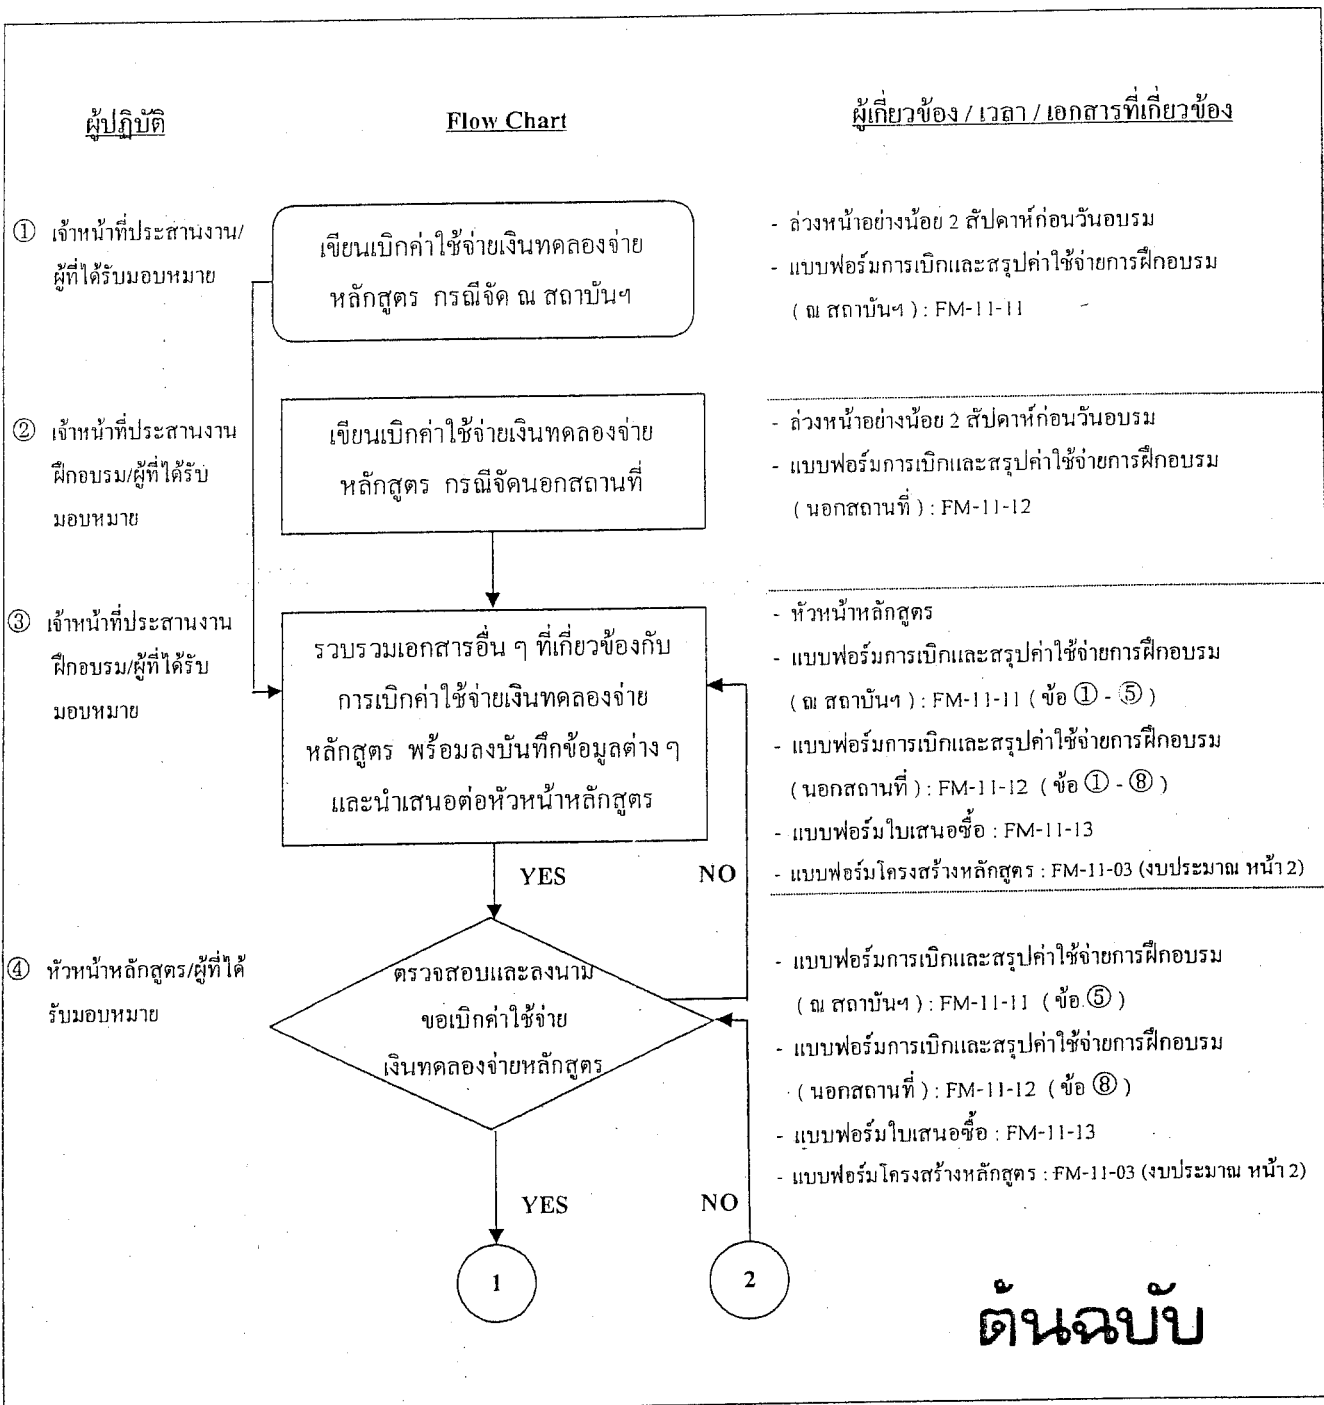 ผู้ปฏิบัติ
Flow Chart
ผู้เกี่ยวข้อง / เวลา / เอกสารที่เกี่ยวข้อง
① เจ้าหน้าที่ประสานงาน/
ผู้ที่ได้รับมอบหมาย
เขียนเบิกค่าใช้จ่ายเงินทดลองจ่าย
หลักสูตร กรณีจัด ณ สถาบันฯ
- ล่วงหน้าอย่างน้อย 2 สัปดาห์ก่อนวันอบรม
- แบบฟอร์มการเบิกและสรุปค่าใช้จ่ายการฝึกอบรม
( ณ สถาบันฯ ) : FM-11-11
② เจ้าหน้าที่ประสานงาน
ฝึกอบรม/ผู้ที่ได้รับ
มอบหมาย
เขียนเบิกค่าใช้จ่ายเงินทดลองจ่าย
หลักสูตร กรณีจัดนอกสถานที่
- ล่วงหน้าอย่างน้อย 2 สัปดาห์ก่อนวันอบรม
- แบบฟอร์มการเบิกและสรุปค่าใช้จ่ายการฝึกอบรม
( นอกสถานที่ ) : FM-11-12
③ เจ้าหน้าที่ประสานงาน
ฝึกอบรม/ผู้ที่ได้รับ
มอบหมาย
รวบรวมเอกสารอื่น ๆ ที่เกี่ยวข้องกับ
การเบิกค่าใช้จ่ายเงินทดลองจ่าย
หลักสูตร พร้อมลงบันทึกข้อมูลต่าง ๆ
และนำเสนอต่อหัวหน้าหลักสูตร
- หัวหน้าหลักสูตร
- แบบฟอร์มการเบิกและสรุปค่าใช้จ่ายการฝึกอบรม
( ณ สถาบันฯ ) : FM-11-11 ( ข้อ ① - ⑤ )
- แบบฟอร์มการเบิกและสรุปค่าใช้จ่ายการฝึกอบรม
( นอกสถานที่ ) : FM-11-12 ( ข้อ ① - ⑧ )
- แบบฟอร์มใบเสนอซื้อ : FM-11-13
- แบบฟอร์มโครงสร้างหลักสูตร : FM-11-03 (งบประมาณ หน้า 2)
YES
NO
④ หัวหน้าหลักสูตร/ผู้ที่ได้
รับมอบหมาย
ตรวจสอบและลงนาม
ขอเบิกค่าใช้จ่าย
เงินทดลองจ่ายหลักสูตร
- แบบฟอร์มการเบิกและสรุปค่าใช้จ่ายการฝึกอบรม
( ณ สถาบันฯ ) : FM-11-11 ( ข้อ ⑤ )
- แบบฟอร์มการเบิกและสรุปค่าใช้จ่ายการฝึกอบรม
( นอกสถานที่ ) : FM-11-12 ( ข้อ ⑧ )
- แบบฟอร์มใบเสนอซื้อ : FM-11-13
- แบบฟอร์มโครงสร้างหลักสูตร : FM-11-03 (งบประมาณ หน้า 2)
YES
NO
1
2
ต้นฉบับ